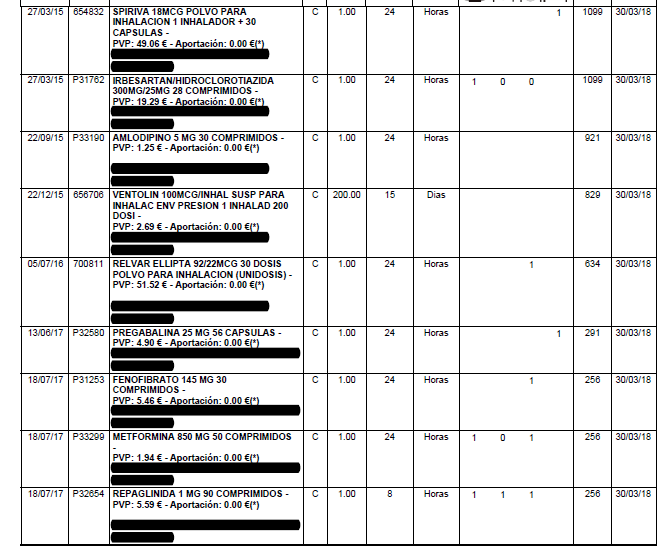 27/03/15 654832 SPIRIVA 18MCG POLVO PARA C 1.00 24 Horas 1 1099 30/03/18
INHALACION 1 INHALADOR + 30
CAPSULAS -
PVP: 49.06 € - Aportación: 0.00 €(*)
27/03/15 P31762 IRBESARTAN/HIDROCLOROTIAZIDA C 1.00 24 Horas 1 0 0 1099 30/03/18
300MG/25MG 28 COMPRIMIDOS -
PVP: 19.29 € - Aportación: 0.00 €(*)
22/09/15 P33190 AMLODIPINO 5 MG 30 COMPRIMIDOS - C 1.00 24 Horas 921 30/03/18
PVP: 1.25 € - Aportación: 0.00 €(*)
22/12/15 656706 VENTOLIN 100MCG/INHAL SUSP PARA C 200.00 15 Dias 829 30/03/18
INHALAC ENV PRESION 1 INHALAD 200
DOSI -
PVP: 2.69 € - Aportación: 0.00 €(*)
05/07/16 700811 RELVAR ELLIPTA 92/22MCG 30 DOSIS C 1.00 24 Horas 1 634 30/03/18
POLVO PARA INHALACION (UNIDOSIS) -
PVP: 51.52 € - Aportación: 0.00 €(*)
13/06/17 P32580 PREGABALINA 25 MG 56 CAPSULAS - C 1.00 24 Horas 1 291 30/03/18
PVP: 4.90 € - Aportación: 0.00 €(*)
18/07/17 P31253 FENOFIBRATO 145 MG 30 C 1.00 24 Horas 1 256 30/03/18
COMPRIMIDOS -
PVP: 5.46 € - Aportación: 0.00 €(*)
18/07/17 P33299 METFORMINA 850 MG 50 COMPRIMIDOS C 1.00 24 Horas 1 0 1 256 30/03/18
-
PVP: 1.94 € - Aportación: 0.00 €(*)
18/07/17 P32654 REPAGLINIDA 1 MG 90 COMPRIMIDOS - C 1.00 8 Horas 1 1 1 256 30/03/18
PVP: 5.59 € - Aportación: 0.00 €(*)